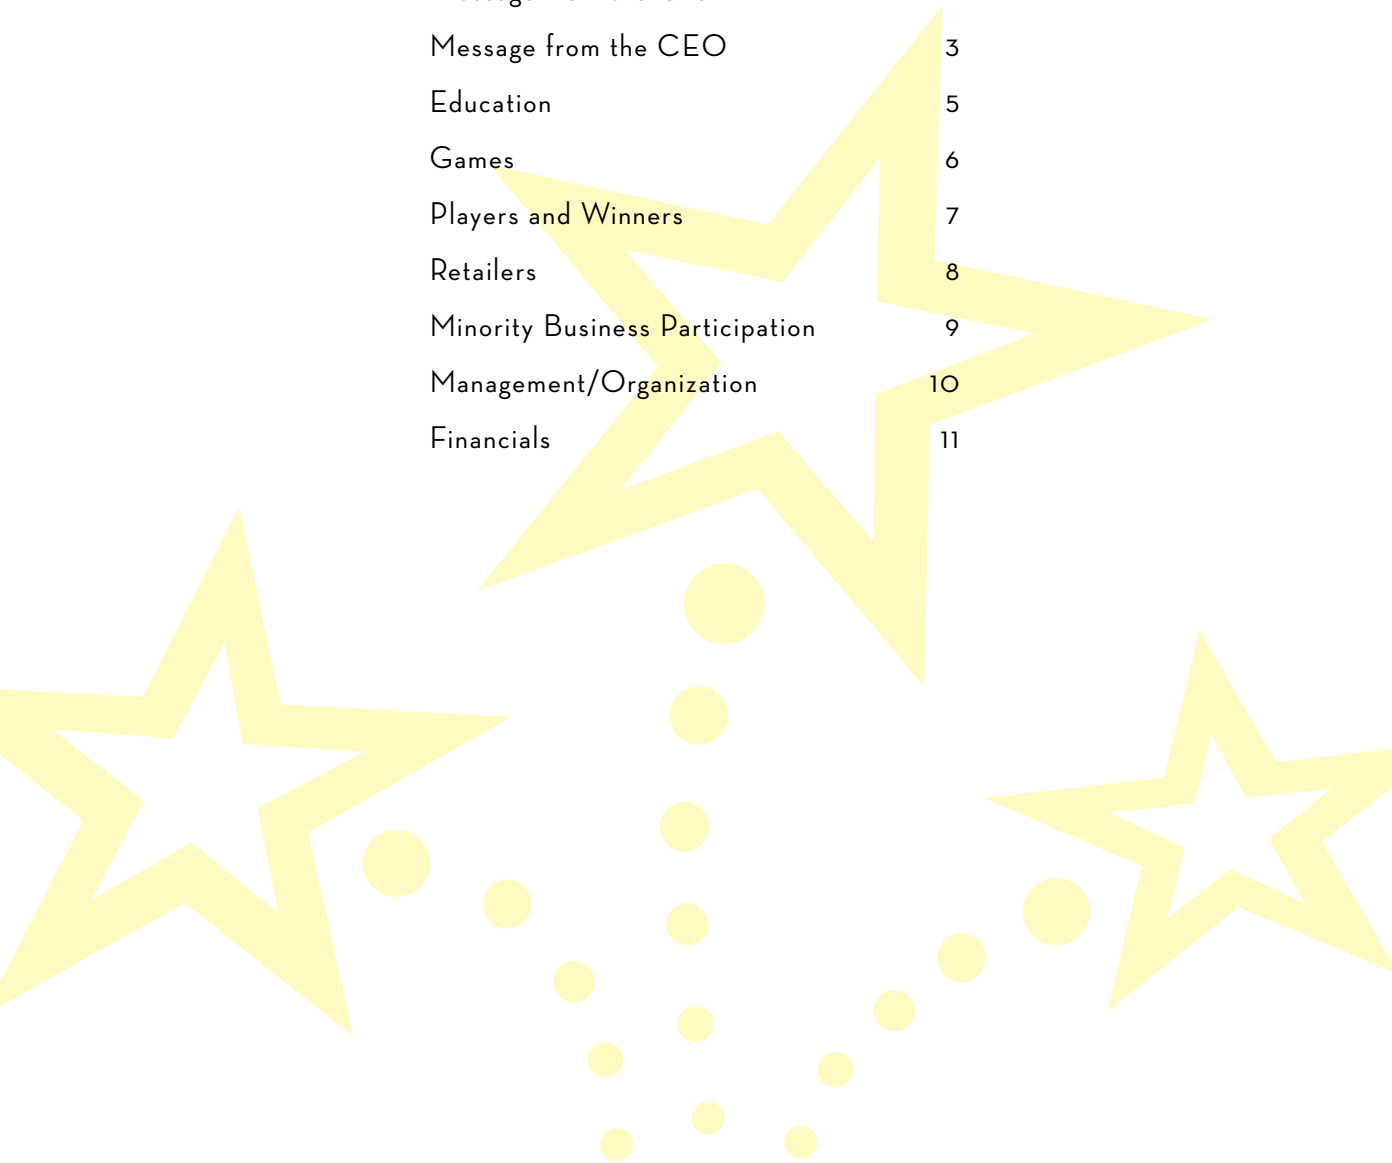 Message from the CEO 3
Education 5
Games 6
Players and Winners 7
Retailers 8
Minority Business Participation 9
Management/Organization 10
Financials 11